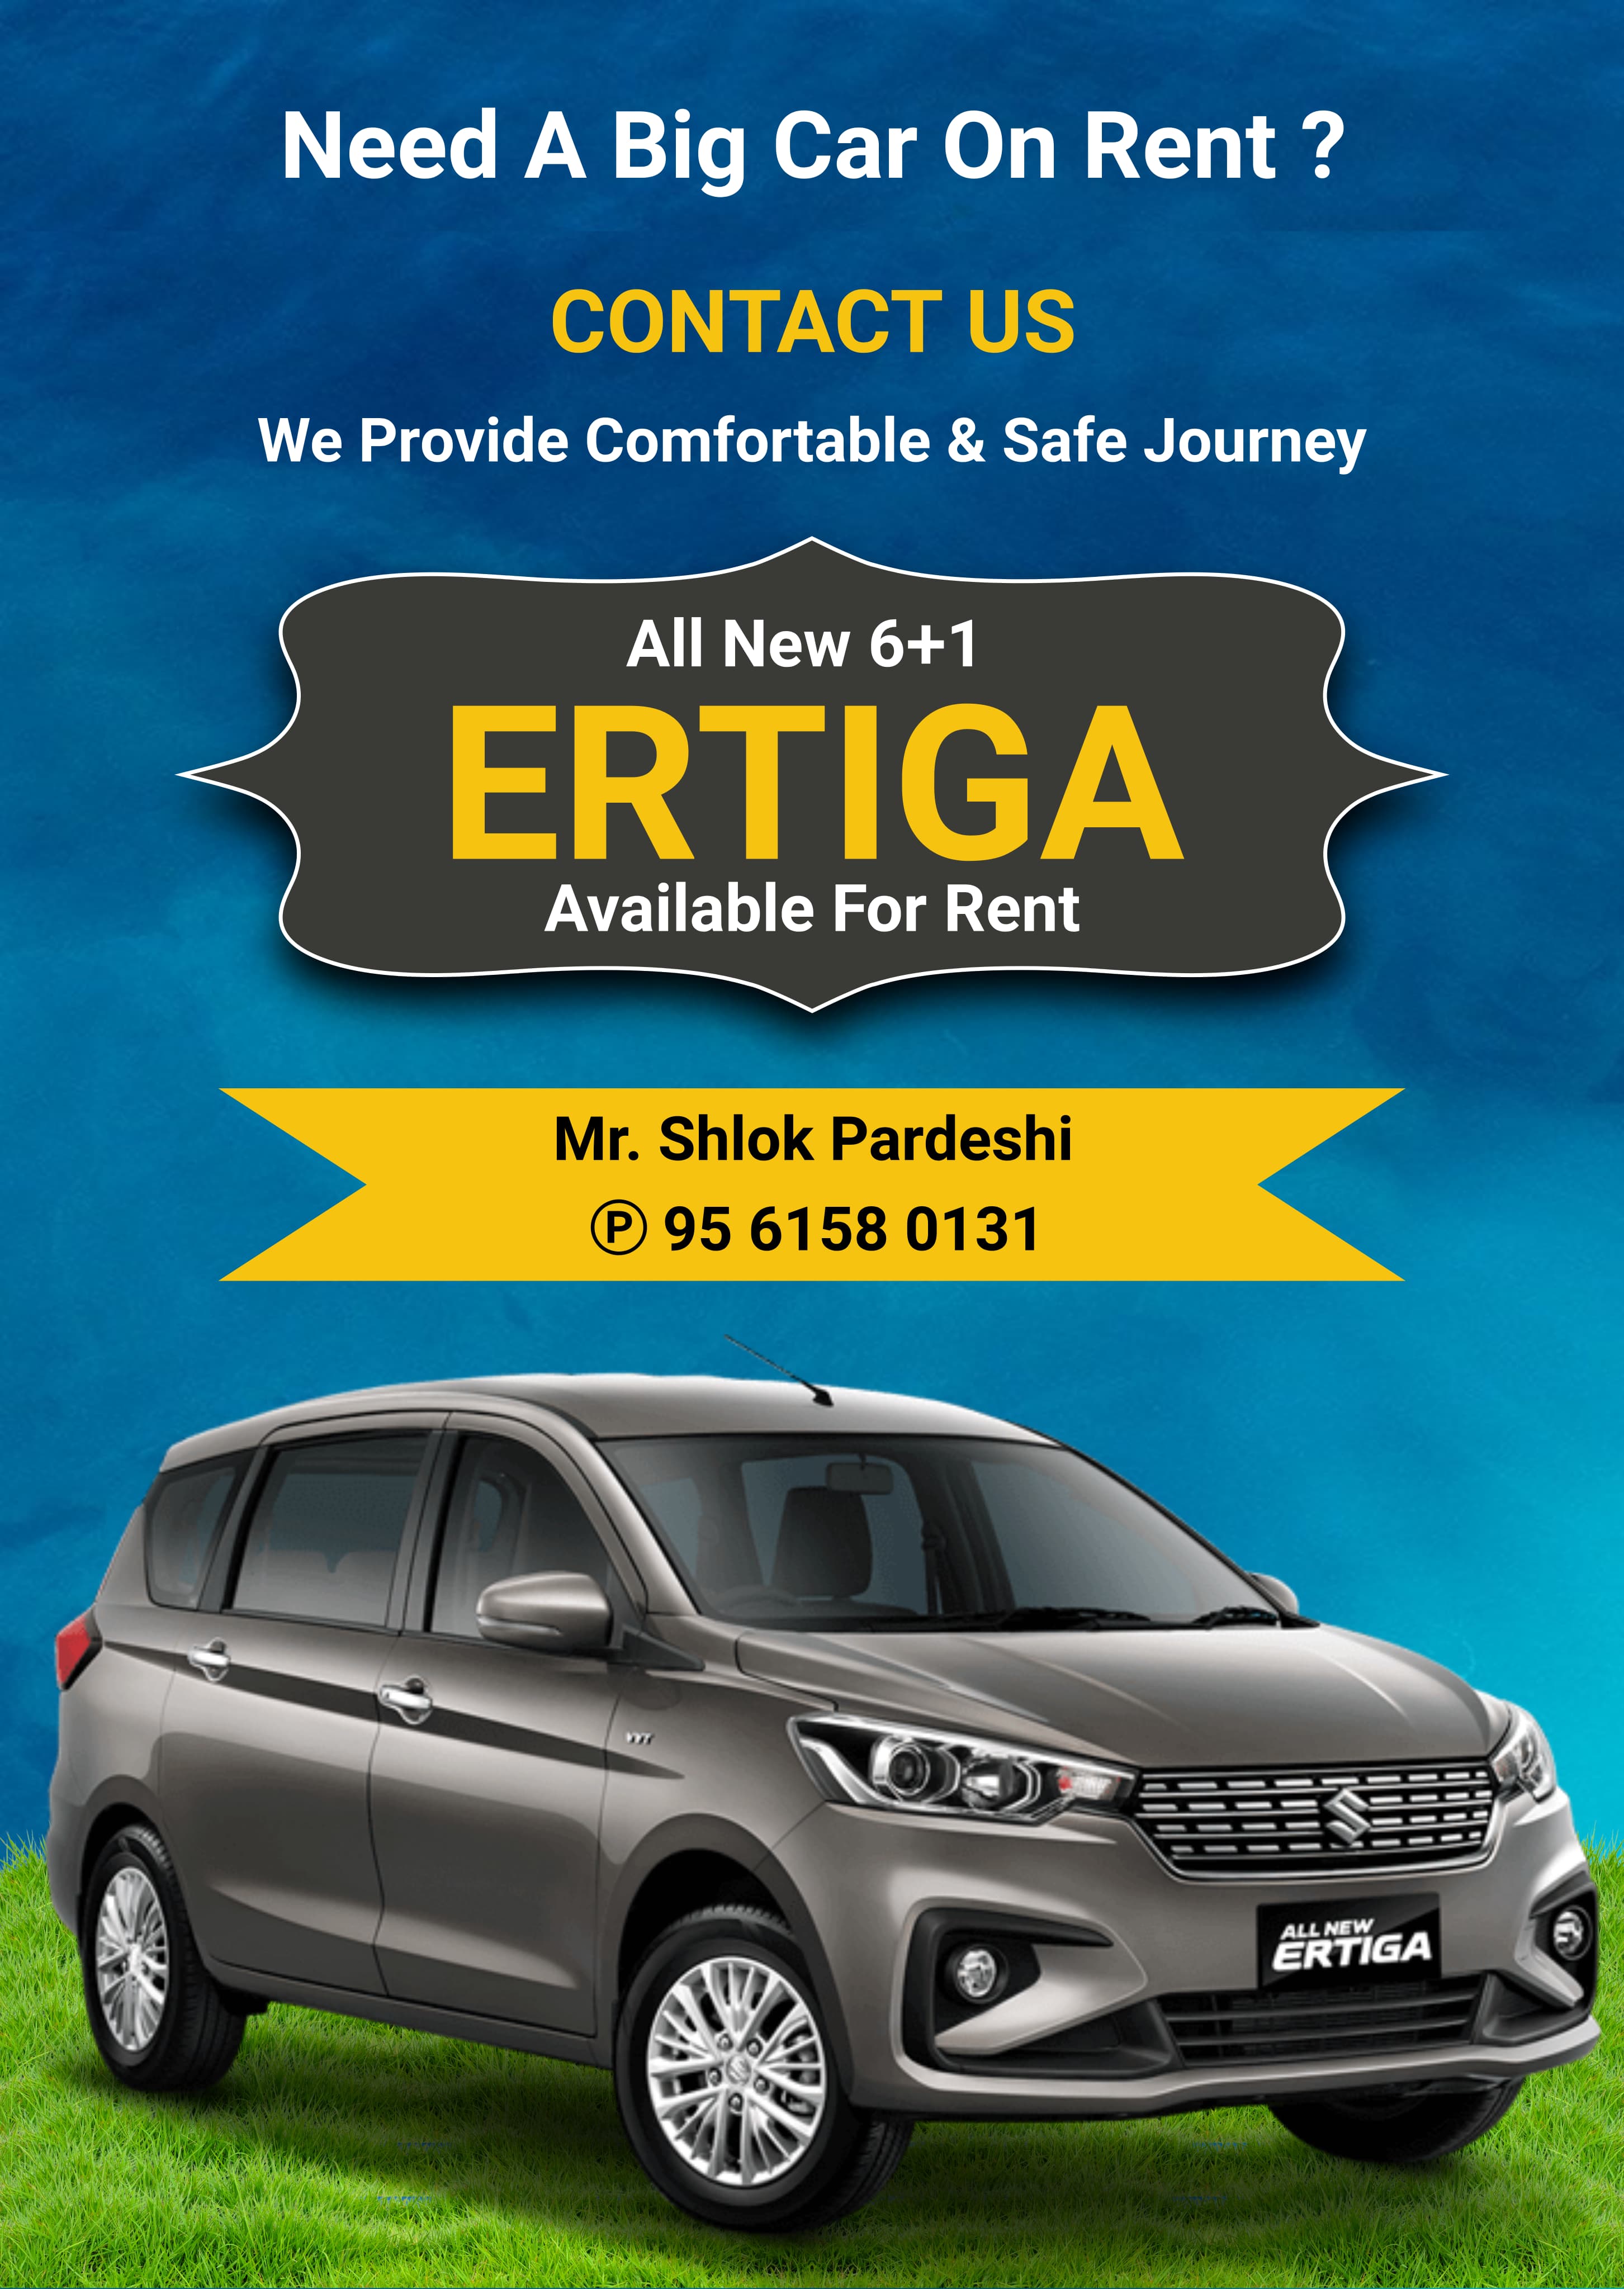 Need A Big Car On Rent ?
CONTACT US
We Provide Comfortable & Safe Journey
All New 6+1
ERTIGA
Available For Rent
Mr. Shlok Pardeshi
Ⓟ 95 6158 0131
VVT
ALL NEW
ERTIGA